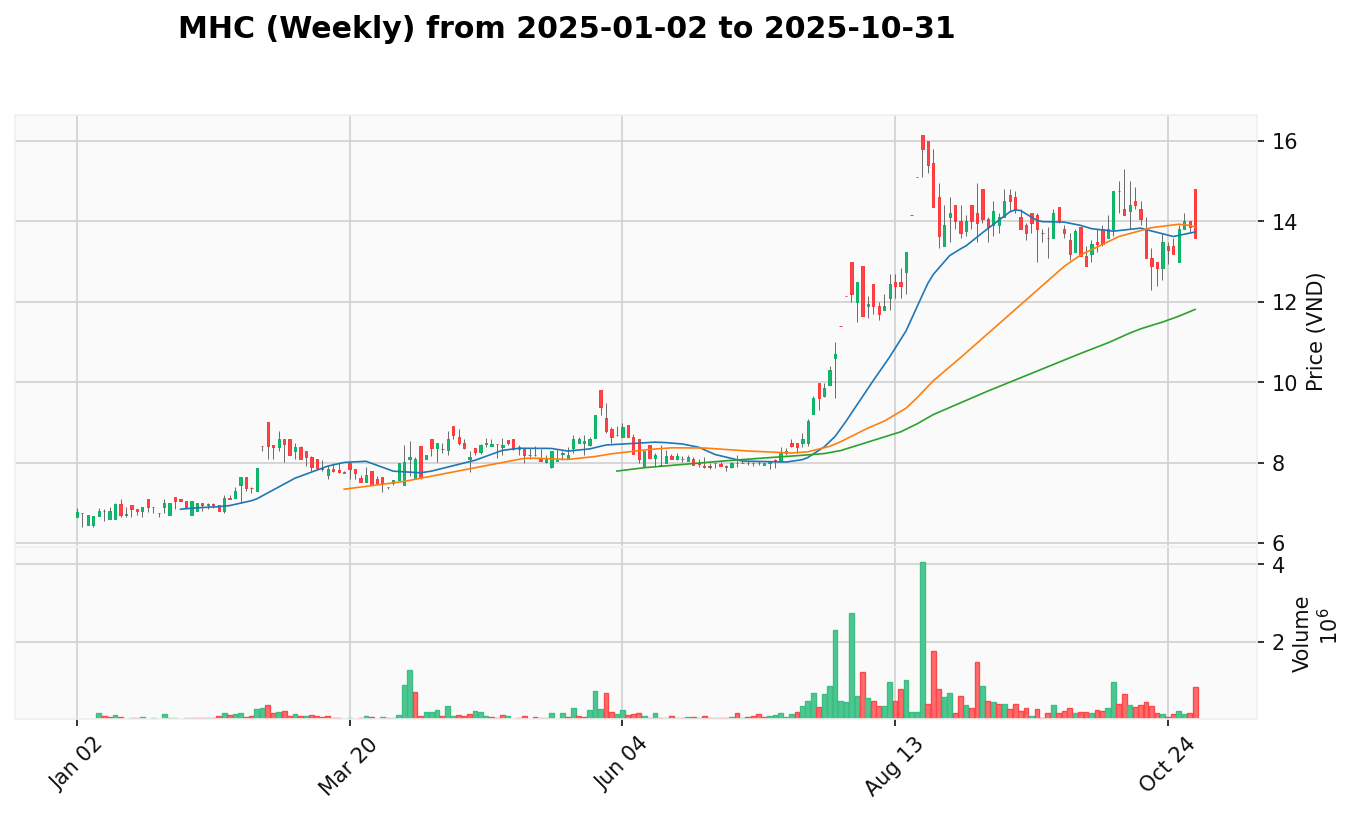 MHC (Weekly) from 2025-01-02 to 2025-10-31
16
14
12
10
8
6
Price (VND)
4
2
Volume
10⁶
Jan 02
Mar 20
Jun 04
Aug 13
Oct 24